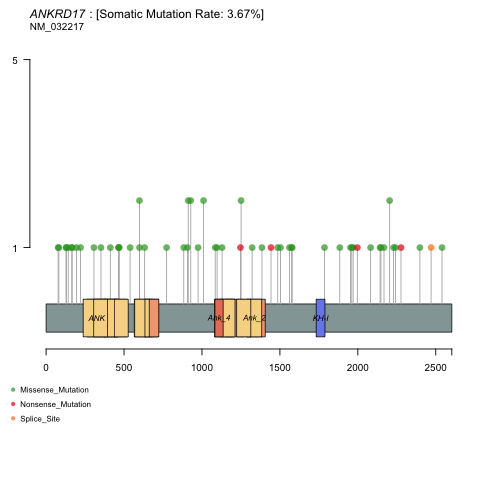 ANKRD17 : [Somatic Mutation Rate: 3.67%]
NM_032217
5
1
ANK Ank_4 Ank_2 KH-I
0 500 1000 1500 2000 2500
Missense_Mutation
Nonsense_Mutation
Splice_Site